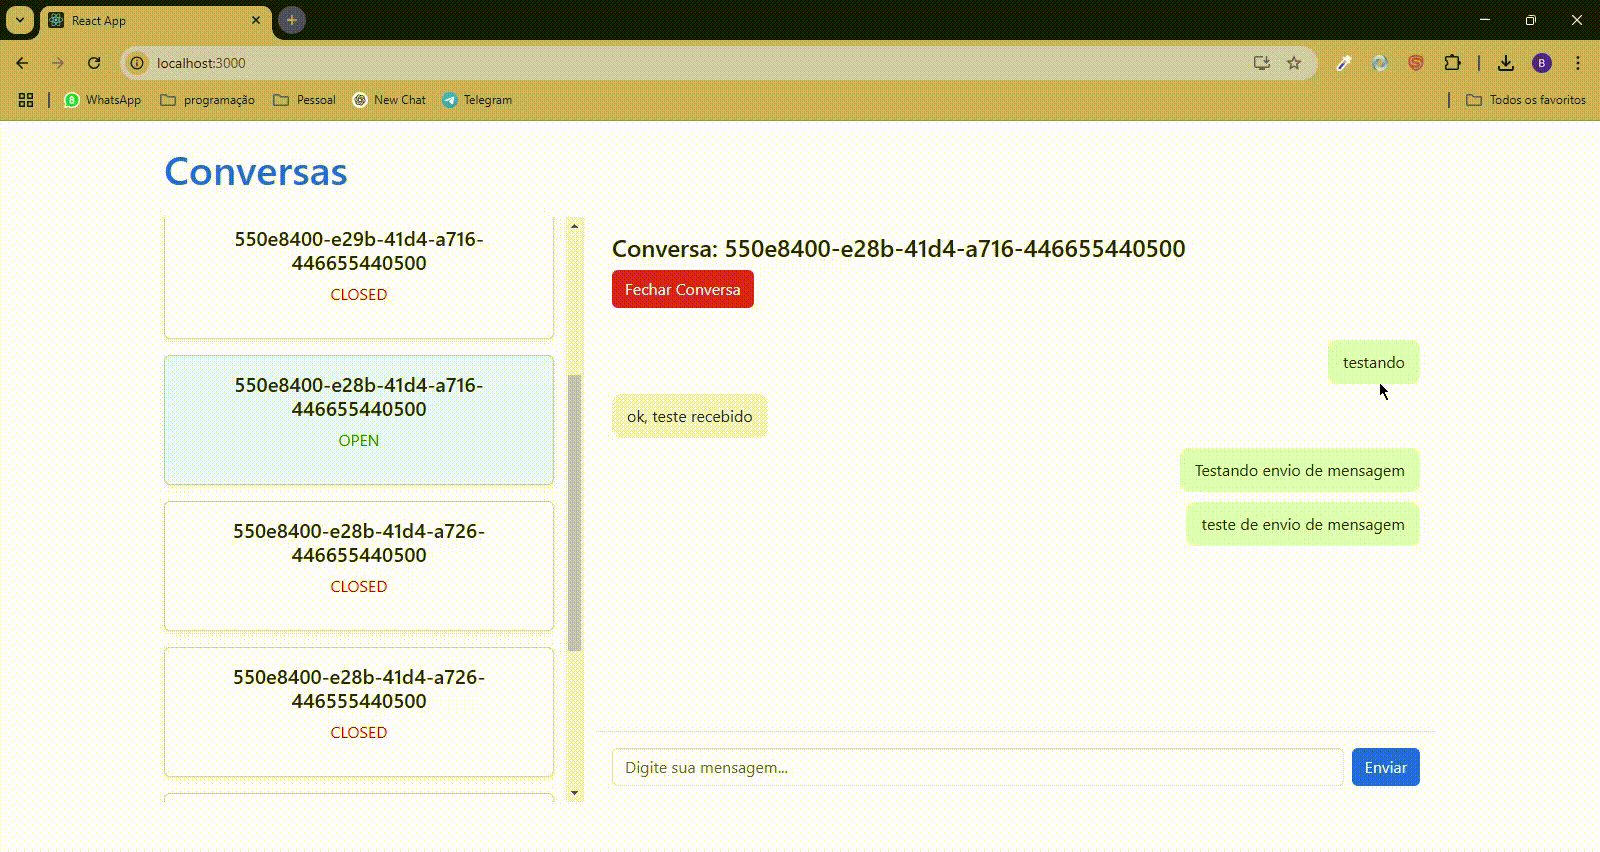 React App
localhost:3000
WhatsApp
programação
Pessoal
New Chat
Telegram
Todos os favoritos
B
Conversas
550e8400-e29b-41d4-a716-
446655440500
CLOSED
550e8400-e28b-41d4-a716-
446655440500
OPEN
550e8400-e28b-41d4-a726-
446655440500
CLOSED
550e8400-e28b-41d4-a726-
446555440500
CLOSED
Conversa: 550e8400-e28b-41d4-a716-446655440500
Fechar Conversa
testando
ok, teste recebido
Testando envio de mensagem
teste de envio de mensagem
Digite sua mensagem...
Enviar